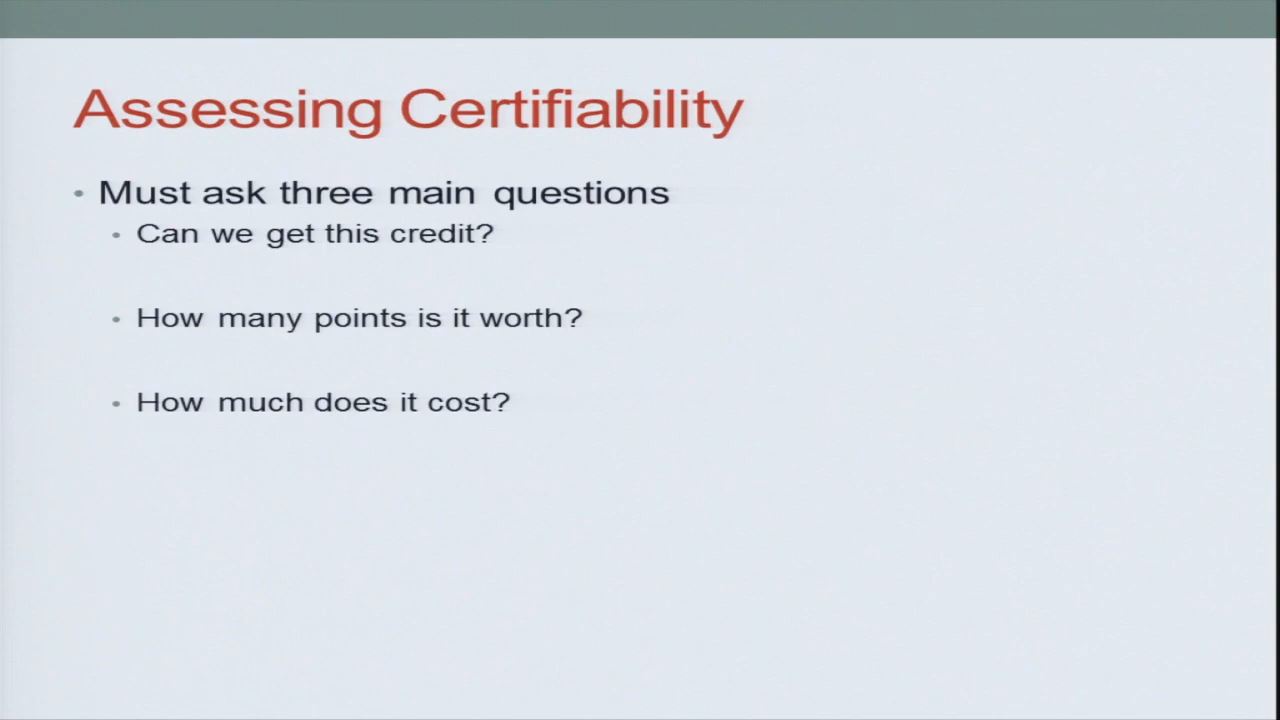 Assessing Certifiability
• Must ask three main questions
• Can we get this credit?
• How many points is it worth?
• How much does it cost?